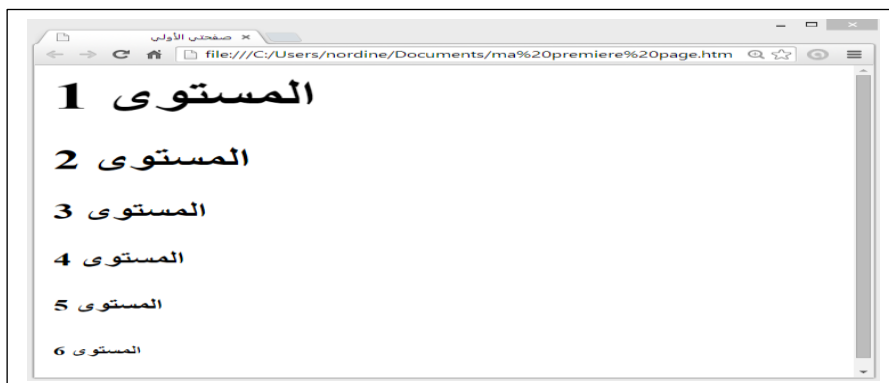 صفحتي الأولى
file:///C:/Users/nordine/Documents/ma%20premiere%20page.htm
المستوى 1
المستوى 2
المستوى 3
المستوى 4
المستوى 5
المستوى 6